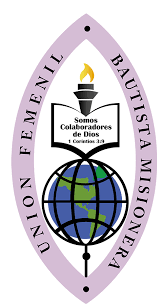 UNION FEMENIL
BAUTISTA MISIONERA
Somos
Colaboradores
de Dios
1 Corintios 3:9